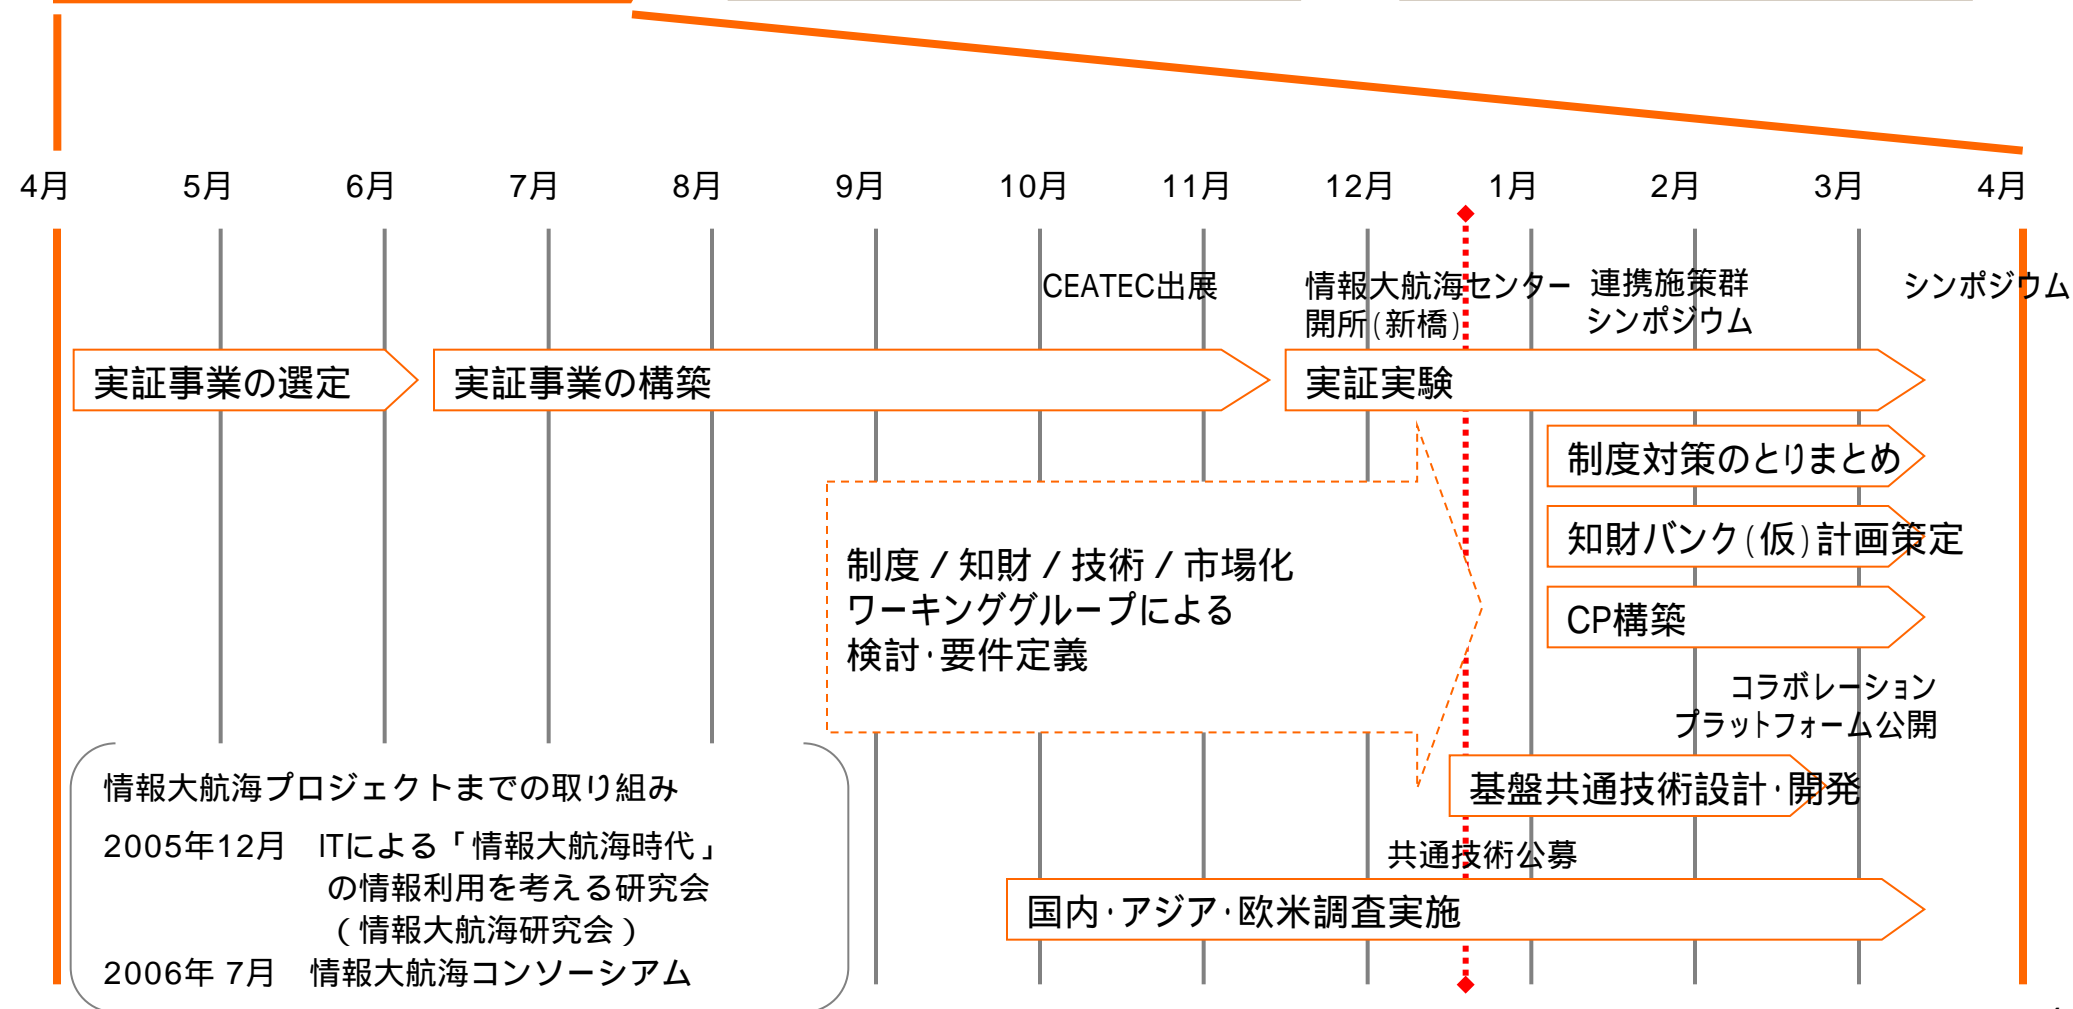 4月 5月 6月 7月 8月 9月 10月 11月 12月 1月 2月 3月 4月
CEATEC出展
情報大航海センター
開所(新橋)
連携施策群
シンポジウム
シンポジウム
実証事業の選定
実証事業の構築
実証実験
制度対策のとりまとめ
知財バンク(仮)計画策定
CP構築
制度/知財/技術/市場化
ワーキンググループによる
検討・要件定義
コラボレーション
プラットフォーム公開
基盤共通技術設計・開発
共通技術公募
国内・アジア・欧米調査実施
情報大航海プロジェクトまでの取り組み
2005年12月 ITによる「情報大航海時代」
の情報利用を考える研究会
(情報大航海研究会)
2006年 7月 情報大航海コンソーシアム